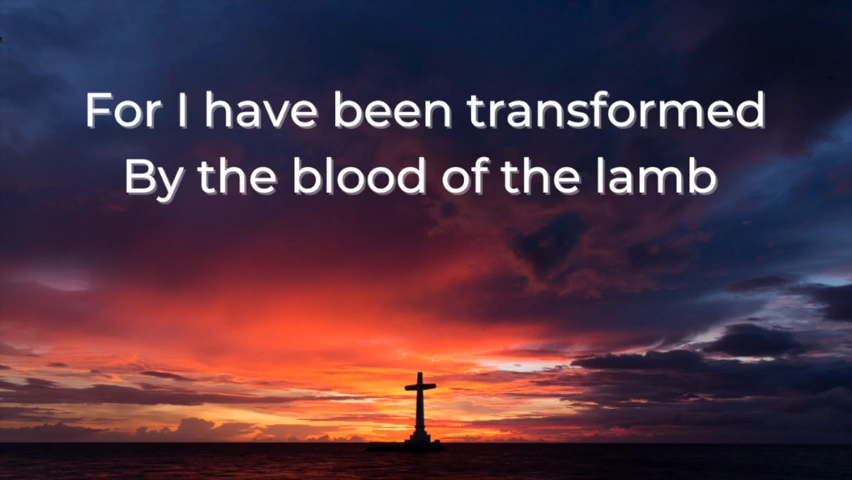 For I have been transformed
By the blood of the lamb